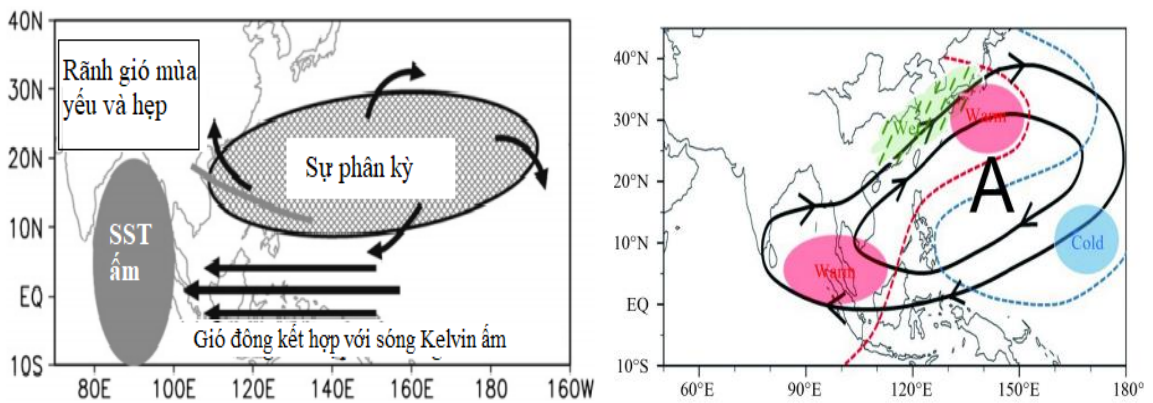 40N
30N
20N
10N
EQ
10S
Rãnh gió mùa
yếu và hẹp
Sự phân kỳ
SST
ấm
Gió đông kết hợp với sóng Kelvin ấm
80E
100E
120E
140E
160E
180
160W
40°N
30°N
20°N
10°N
EQ
10°S
Wet
Warm
A
Warm
Cold
60°E
90°E
120°E
150°E
180°